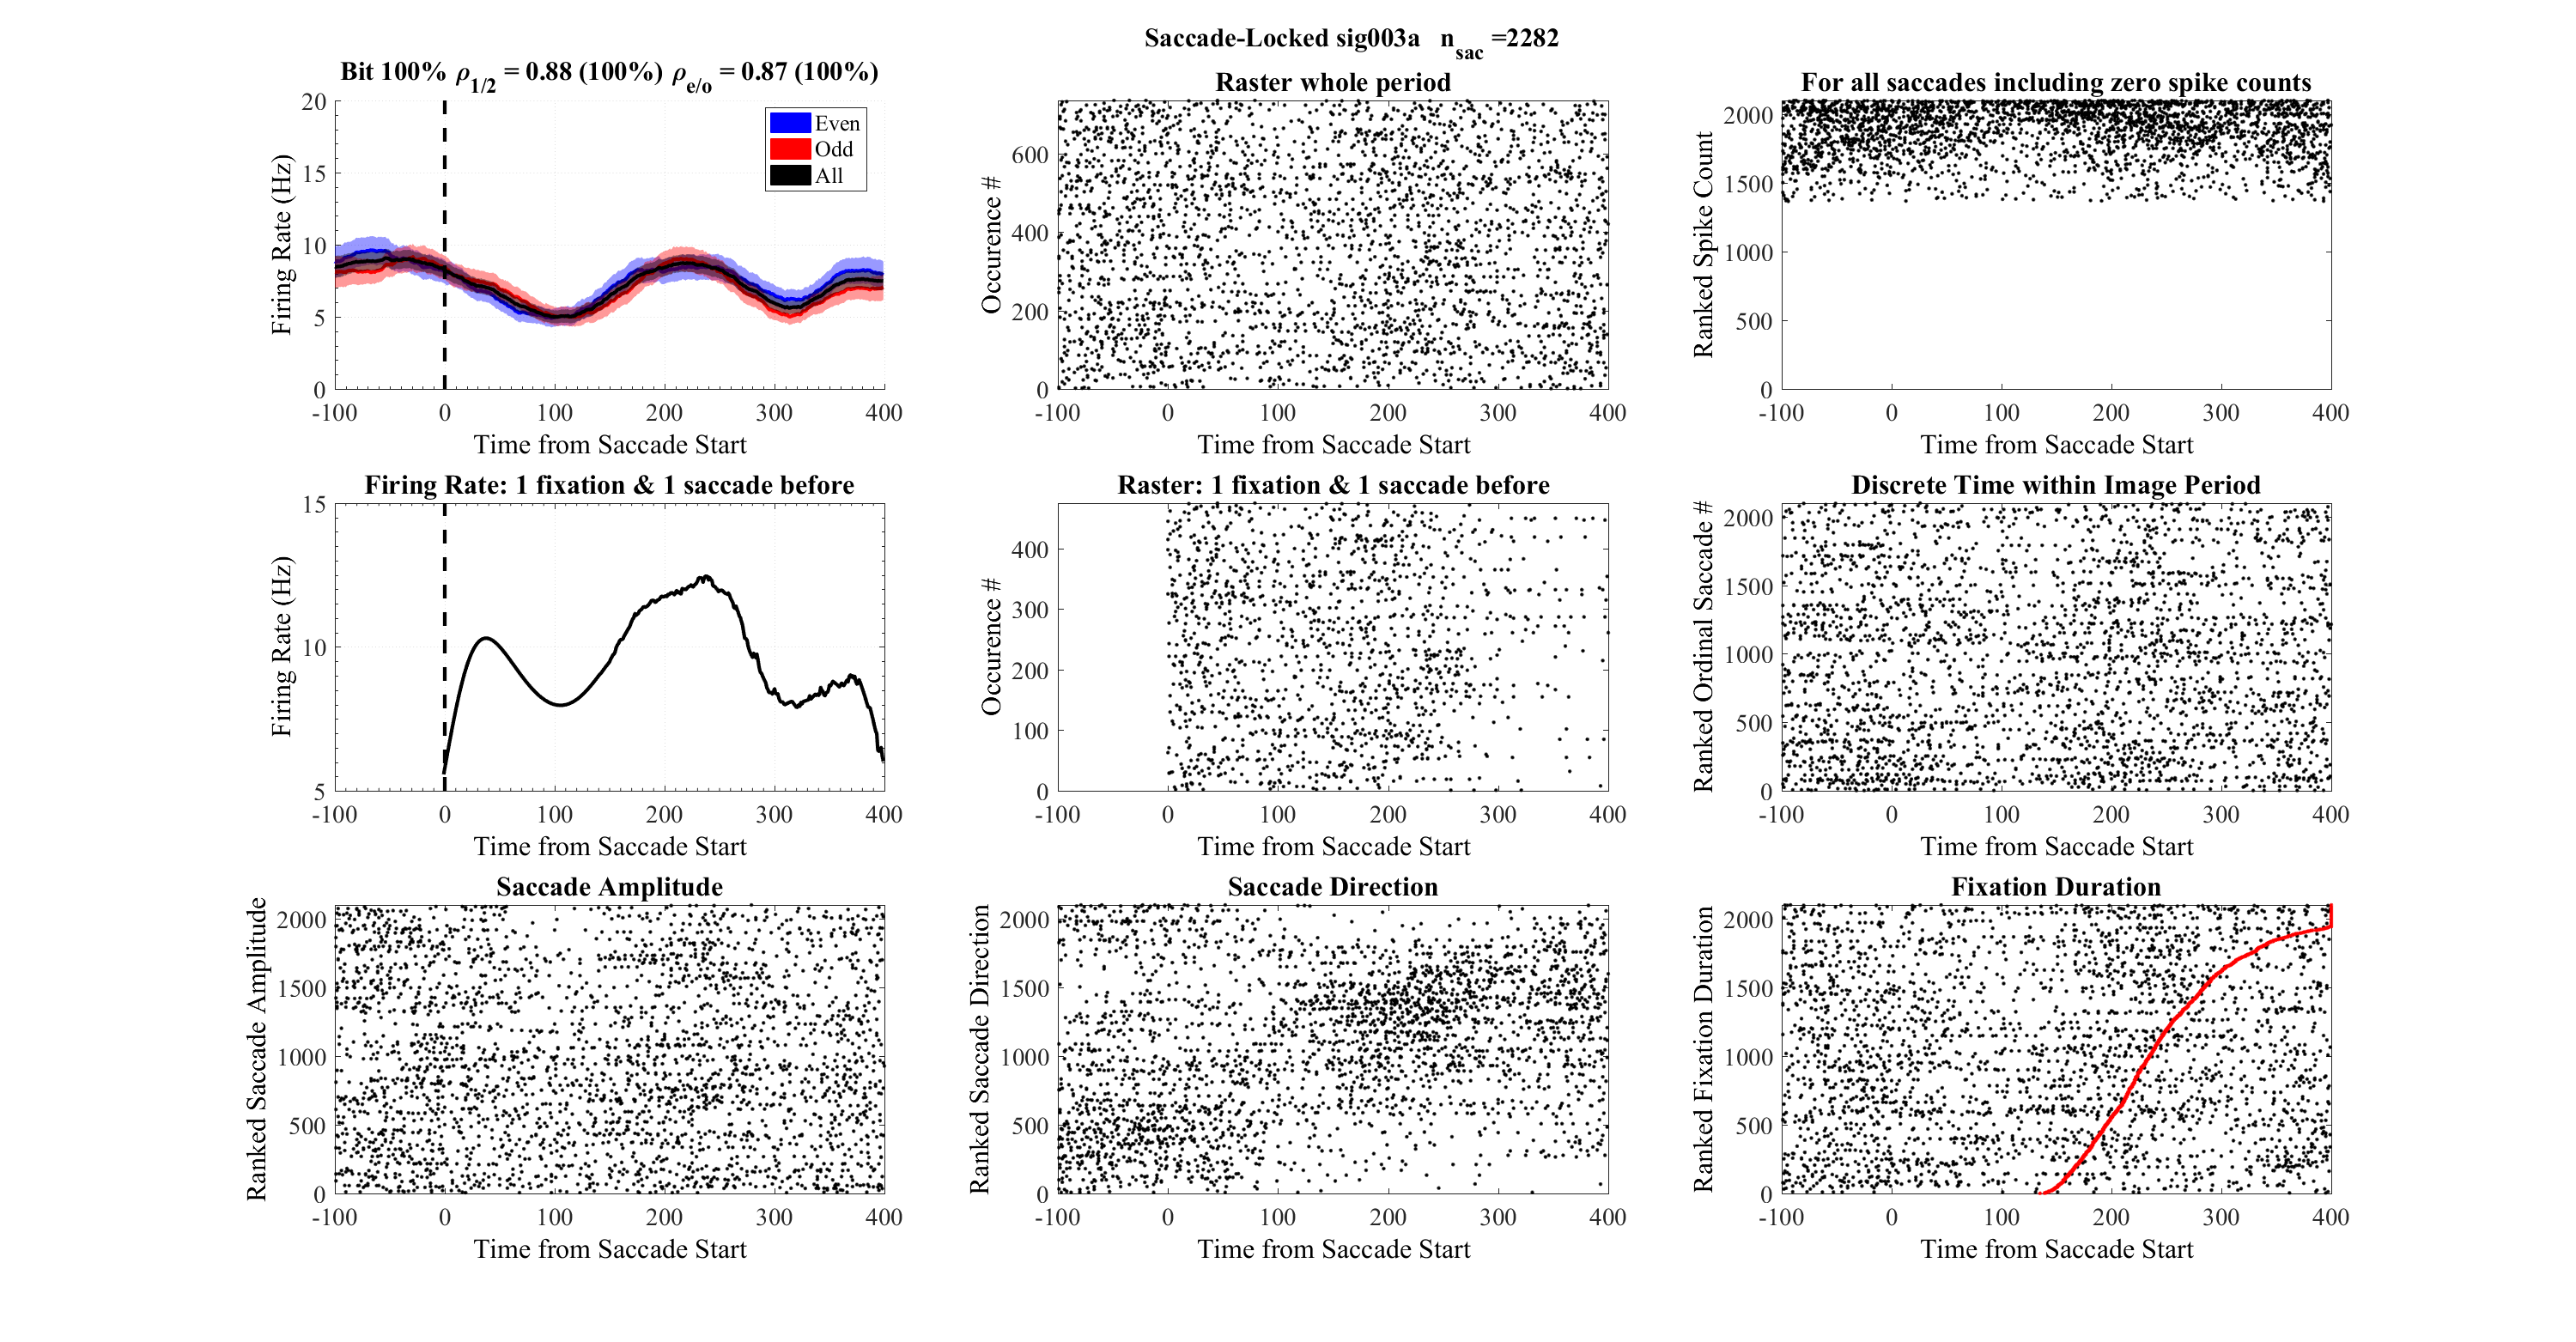 Saccade-Locked sig003a n_sac =2282
Bit 100% ρ_1/2 = 0.88 (100%) ρ_e/o = 0.87 (100%)
Firing Rate (Hz)
20
15
10
5
0
Even
Odd
All
-100 0 100 200 300 400
Time from Saccade Start
Raster whole period
Occurence #
600
400
200
0
-100 0 100 200 300 400
Time from Saccade Start
For all saccades including zero spike counts
Ranked Spike Count
2000
1500
1000
500
0
-100 0 100 200 300 400
Time from Saccade Start
Firing Rate: 1 fixation & 1 saccade before
Firing Rate (Hz)
15
10
5
-100 0 100 200 300 400
Time from Saccade Start
Raster: 1 fixation & 1 saccade before
Occurence #
400
300
200
100
0
-100 0 100 200 300 400
Time from Saccade Start
Discrete Time within Image Period
Ranked Ordinal Saccade #
2000
1500
1000
500
0
-100 0 100 200 300 400
Time from Saccade Start
Saccade Amplitude
Ranked Saccade Amplitude
2000
1500
1000
500
0
-100 0 100 200 300 400
Time from Saccade Start
Saccade Direction
Ranked Saccade Direction
2000
1500
1000
500
0
-100 0 100 200 300 400
Time from Saccade Start
Fixation Duration
Ranked Fixation Duration
2000
1500
1000
500
0
-100 0 100 200 300 400
Time from Saccade Start